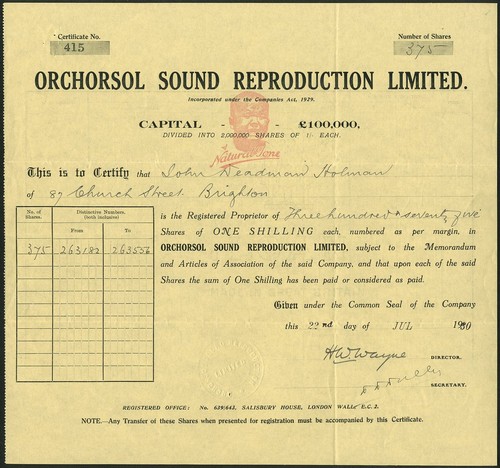 Certificate No.
415
Number of Shares
375
ORCHORSOL SOUND REPRODUCTION LIMITED.
Incorporated under the Companies Act, 1929.
CAPITAL - - - £100,000,
DIVIDED INTO 2,000,000 SHARES OF 1/- EACH.
Natural Tone
This is to Certify that John Deadman Holman
of 87 Church Street Brighton
is the Registered Proprietor of Three hundred & seventy five
Shares of ONE SHILLING each, numbered as per margin, in
ORCHORSOL SOUND REPRODUCTION LIMITED, subject to the Memorandum
and Articles of Association of the said Company, and that upon each of the said
Shares the sum of One Shilling has been paid or considered as paid.
No. of Shares.
Distinctive Numbers, (both inclusive)
From
To
375 263182 263556
Given under the Common Seal of the Company
this 22nd day of JUL 1930
H W Wayne
DIRECTOR.
SECRETARY.
REGISTERED OFFICE: No. 639/643, SALISBURY HOUSE, LONDON WALL, E.C.2.
NOTE.—Any Transfer of these Shares when presented for registration must be accompanied by this Certificate.